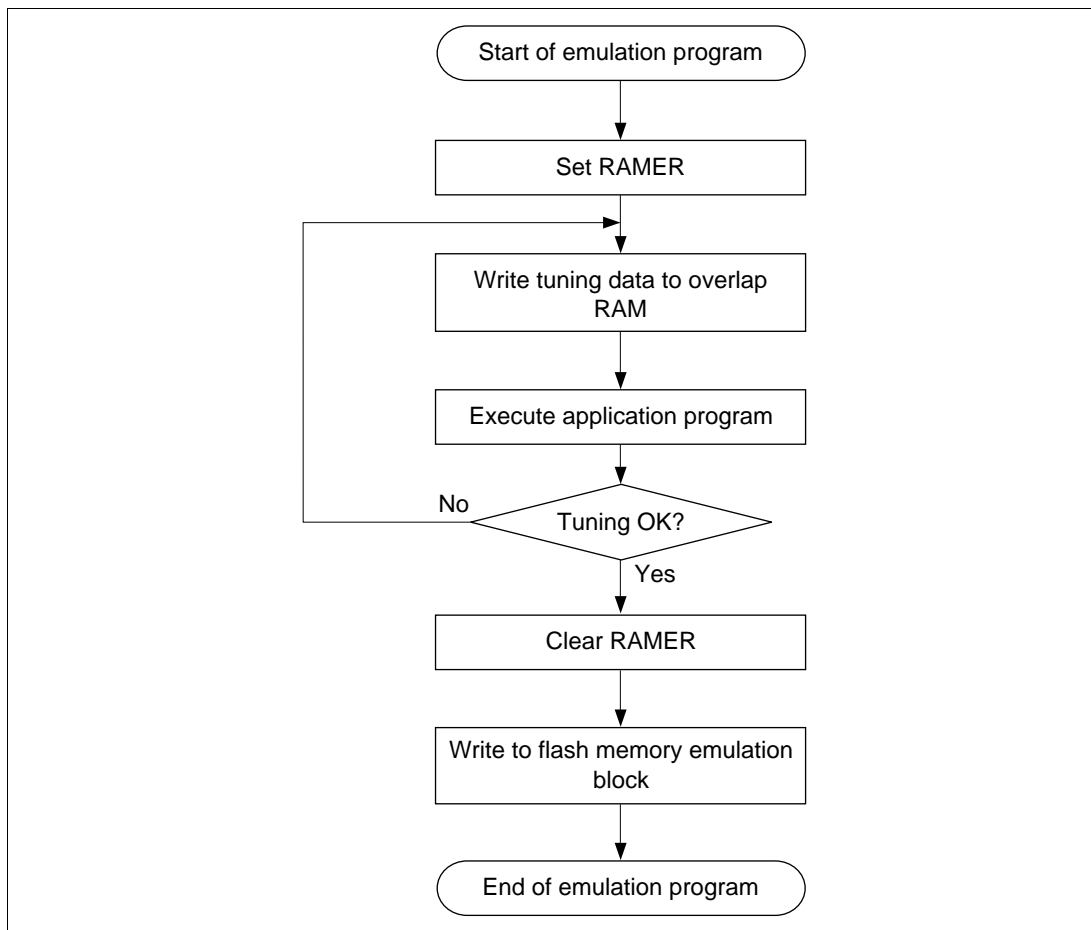 Start of emulation program
Set RAMER
Write tuning data to overlap
RAM
Execute application program
No
Tuning OK?
Yes
Clear RAMER
Write to flash memory emulation
block
End of emulation program